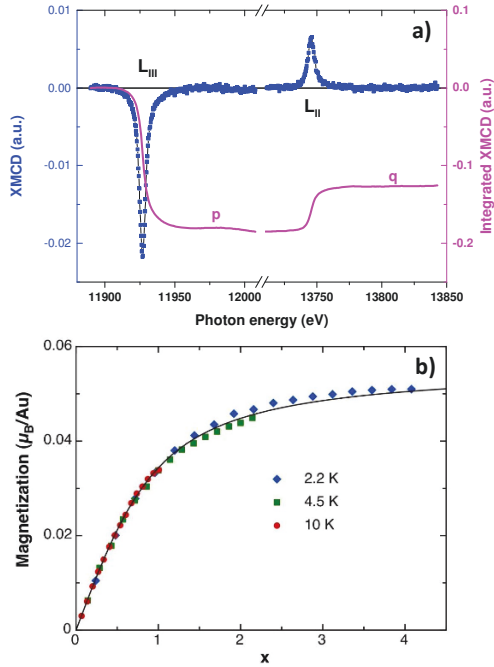 a)
0.01
0.00
-0.01
-0.02
XMCD (a.u.)
0.1
0.0
-0.1
-0.2
Integrated XMCD (a.u.)
L_III
L_II
p
q
11900 11950 12000 13750 13800 13850
Photon energy (eV)
b)
0.06
0.04
0.02
0
Magnetization (μ_B/Au)
2.2 K
4.5 K
10 K
0 1 2 3 4
x